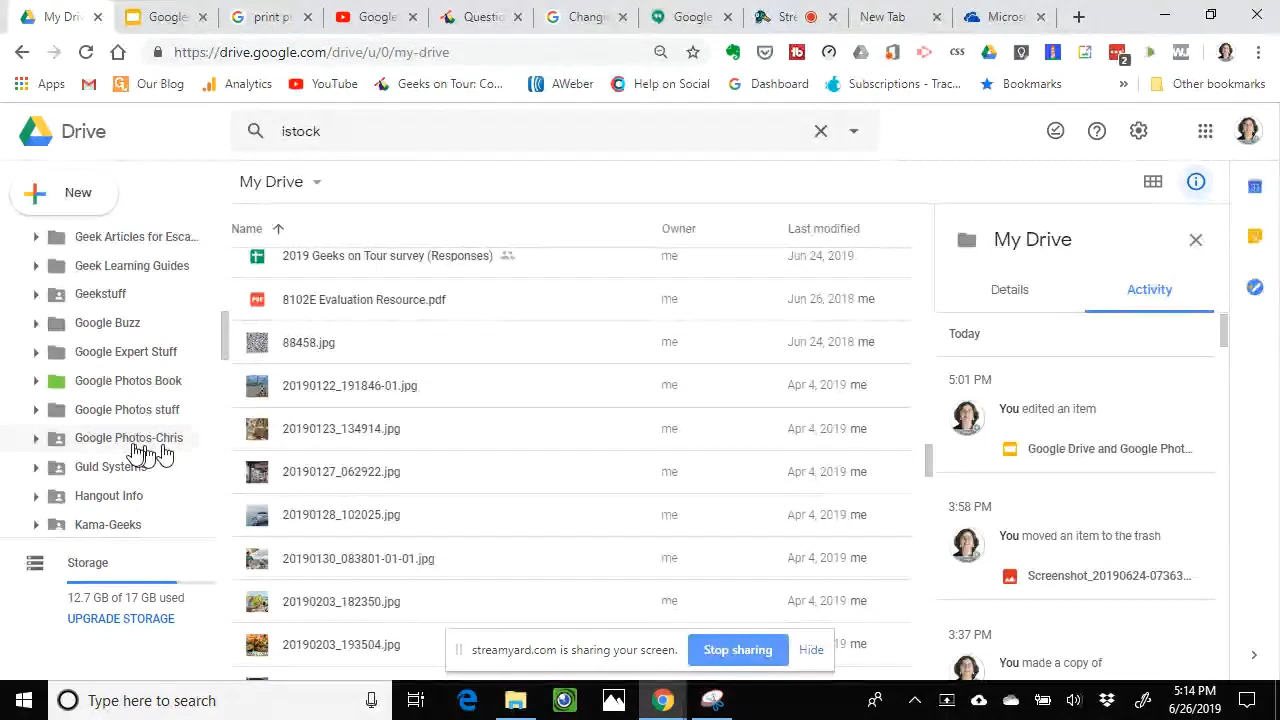 My Dri
Google
print p
Google
Questio
Changi
Google
Stre
New Tab
Micros
https://drive.google.com/drive/u/0/my-drive
css
2
Apps
Our Blog
Analytics
YouTube
Geeks on Tour: Co...
AWeber
Help on Social
Dashboard
Subscriptions - Trac...
Bookmarks
»
Other bookmarks
Drive
istock
New
My Drive
Name
Owner
Last modified
Geek Articles for Esca...
Geek Learning Guides
Geekstuff
Google Buzz
Google Expert Stuff
Google Photos Book
Google Photos stuff
Google Photos-Chris
Guld Systems
Hangout Info
Kama-Geeks
Storage
12.7 GB of 17 GB used
UPGRADE STORAGE
2019 Geeks on Tour survey (Responses) me Jun 24, 2019
PDF 8102E Evaluation Resource.pdf me Jun 26, 2018 me
88458.jpg me Jun 24, 2018 me
20190122_191846-01.jpg me Apr 4, 2019 me
20190123_134914.jpg me Apr 4, 2019 me
20190127_062922.jpg me Apr 4, 2019 me
20190128_102025.jpg me Apr 4, 2019 me
20190130_083801-01-01.jpg me Apr 4, 2019 me
20190203_182350.jpg me Apr 4, 2019 me
20190203_193504.jpg me Apr 4, 2019 me
My Drive
Details
Activity
Today
5:01 PM
You edited an item
Google Drive and Google Phot...
3:58 PM
You moved an item to the trash
Screenshot_20190624-07363...
3:37 PM
You made a copy of
streamyard.com is sharing your screen.
Stop sharing
Hide
Type here to search
5:14 PM
6/26/2019